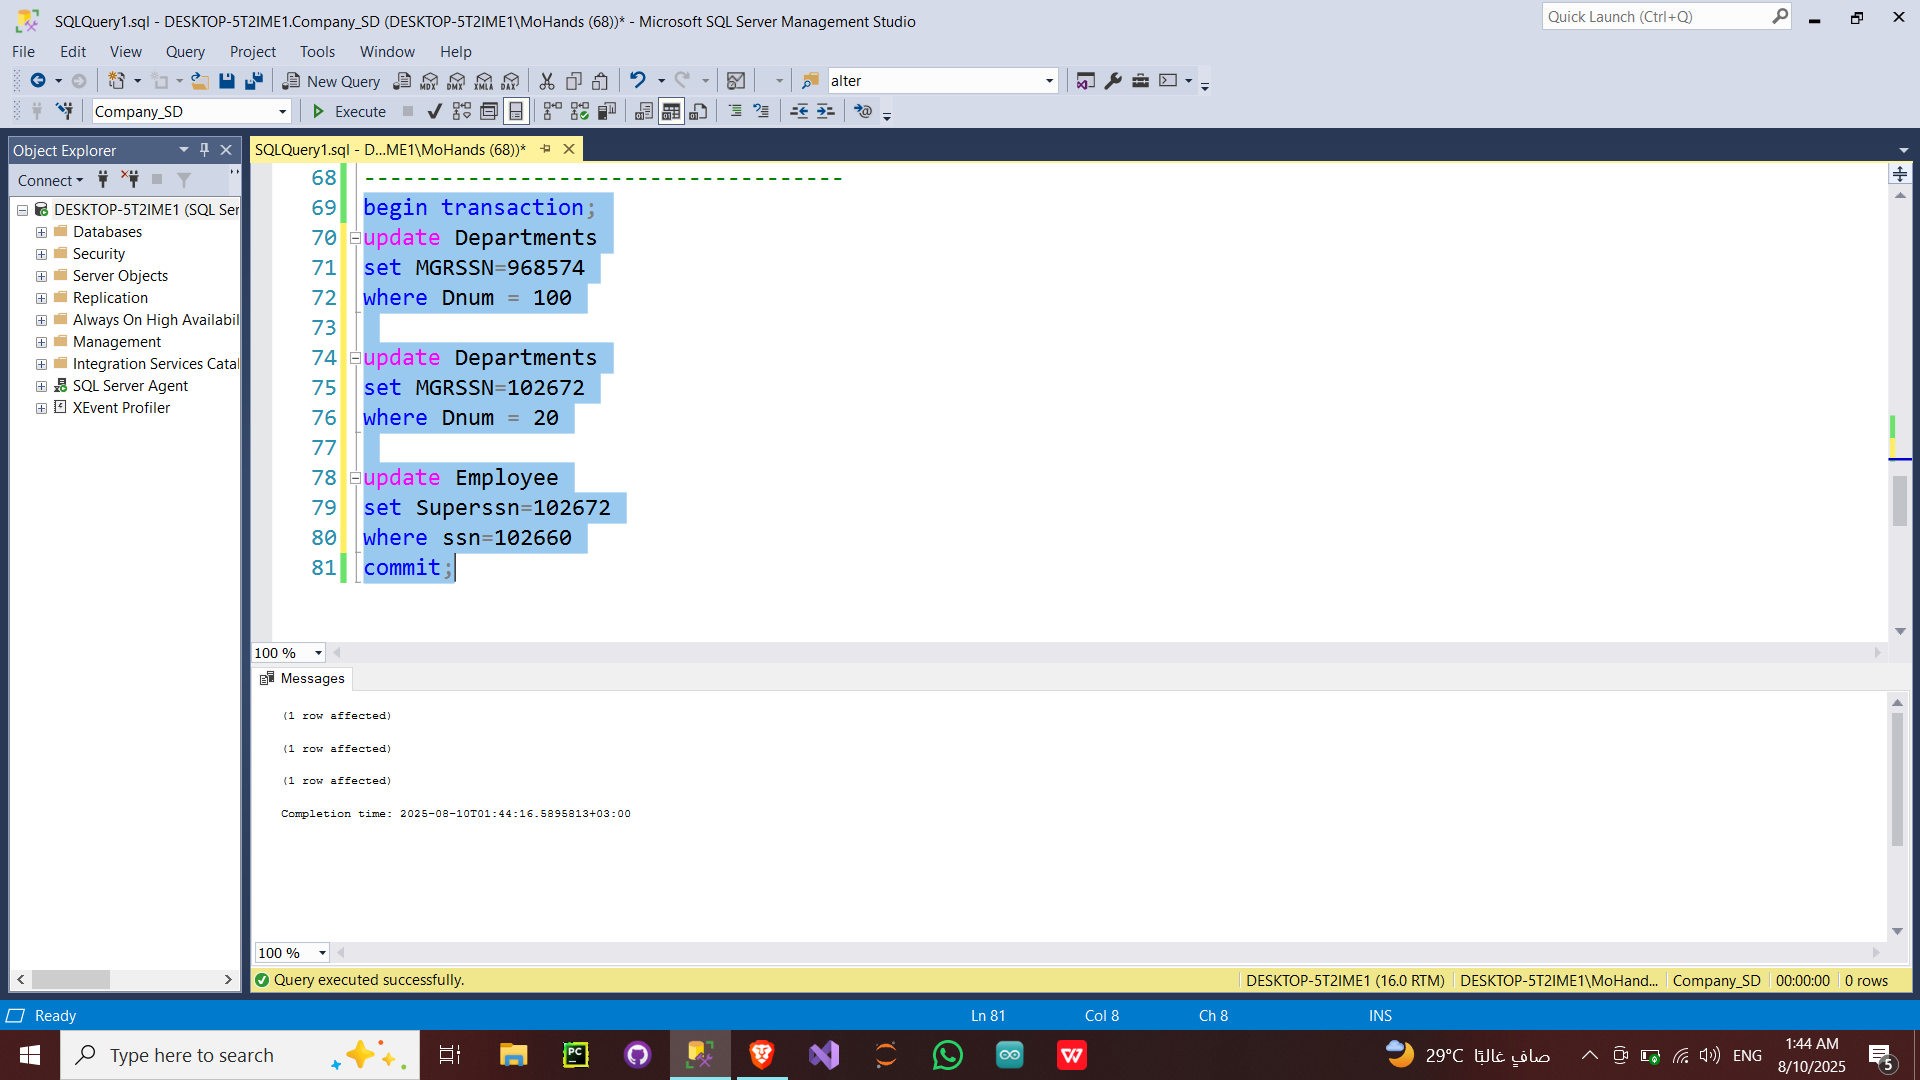 SQLQuery1.sql - DESKTOP-5T2IME1.Company_SD (DESKTOP-5T2IME1\MoHands (68))* - Microsoft SQL Server Management Studio
Quick Launch (Ctrl+Q)
File Edit View Query Project Tools Window Help
New Query
MDX DMX XMLA DAX
alter
Company_SD
Execute
Object Explorer
Connect
DESKTOP-5T2IME1 (SQL Ser
Databases
Security
Server Objects
Replication
Always On High Availabil
Management
Integration Services Catal
SQL Server Agent
XEvent Profiler
SQLQuery1.sql - D...ME1\MoHands (68))*
68 -------------------------------------
69 begin transaction;
70 update Departments
71 set MGRSSN=968574
72 where Dnum = 100
73
74 update Departments
75 set MGRSSN=102672
76 where Dnum = 20
77
78 update Employee
79 set Superssn=102672
80 where ssn=102660
81 commit;
100 %
Messages
(1 row affected)
(1 row affected)
(1 row affected)
Completion time: 2025-08-10T01:44:16.5895813+03:00
100 %
Query executed successfully.
DESKTOP-5T2IME1 (16.0 RTM)
DESKTOP-5T2IME1\MoHand...
Company_SD
00:00:00
0 rows
Ready
Ln 81
Col 8
Ch 8
INS
Type here to search
PC
W
29°C صافٍ غالبًا
ENG
1:44 AM
8/10/2025
5